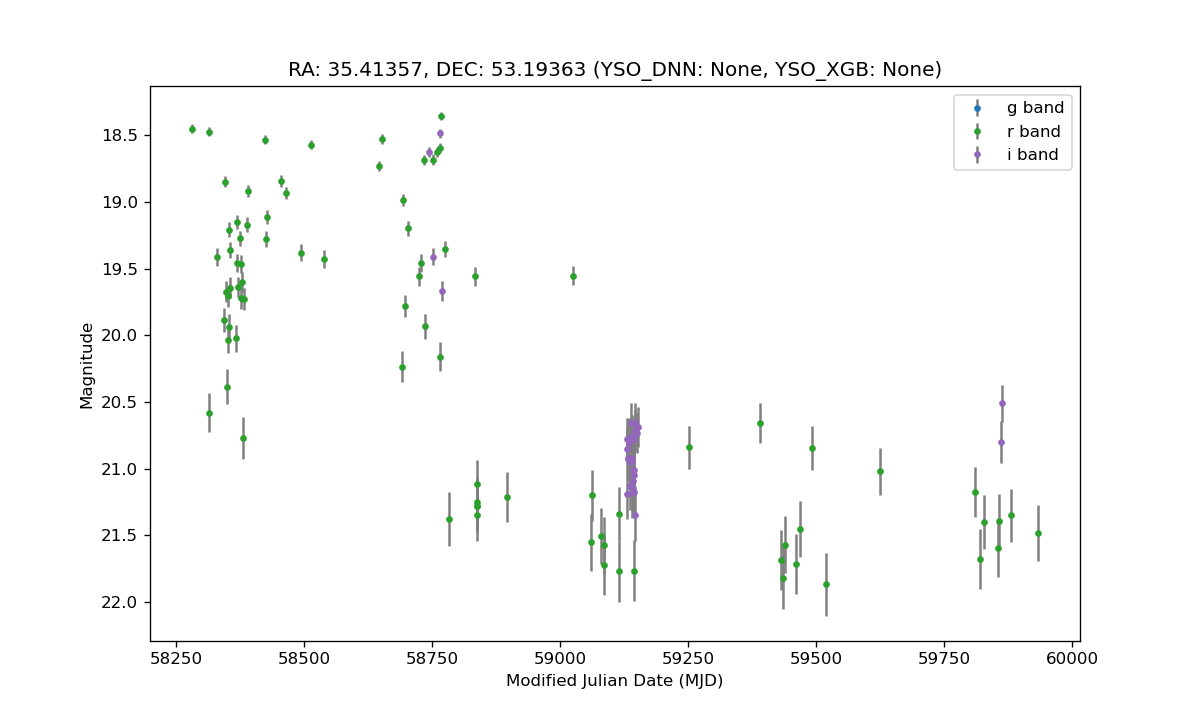 RA: 35.41357, DEC: 53.19363 (YSO_DNN: None, YSO_XGB: None)
g band
r band
i band
18.5
19.0
19.5
20.0
20.5
21.0
21.5
22.0
Magnitude
58250
58500
58750
59000
59250
59500
59750
60000
Modified Julian Date (MJD)